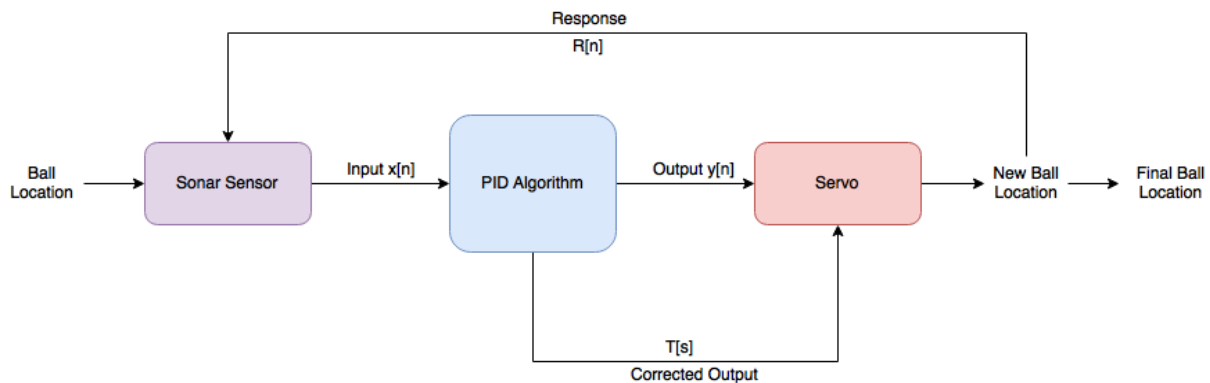 Response
R[n]
Ball
Location
Sonar Sensor
Input x[n]
PID Algorithm
Output y[n]
Servo
New Ball
Location
Final Ball
Location
T[s]
Corrected Output